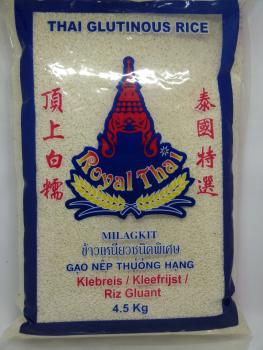 THAI GLUTINOUS RICE
頂上白糯
泰國特選
Royal Thai
MILAGKIT
ข้าวเหนียวชนิดพิเศษ
GẠO NẾP THƯỢNG HẠNG
Klebreis / Kleefrijst /
Riz Gluant
4.5 Kg